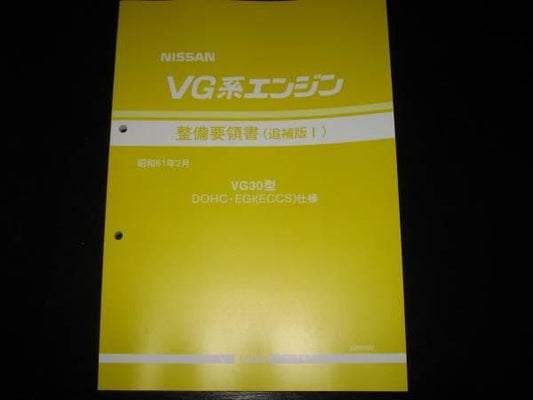 NISSAN
VG系エンジン
整備要領書(追補版Ⅰ)
昭和61年2月
VG30型
DOHC・EGI(ECCS)仕様